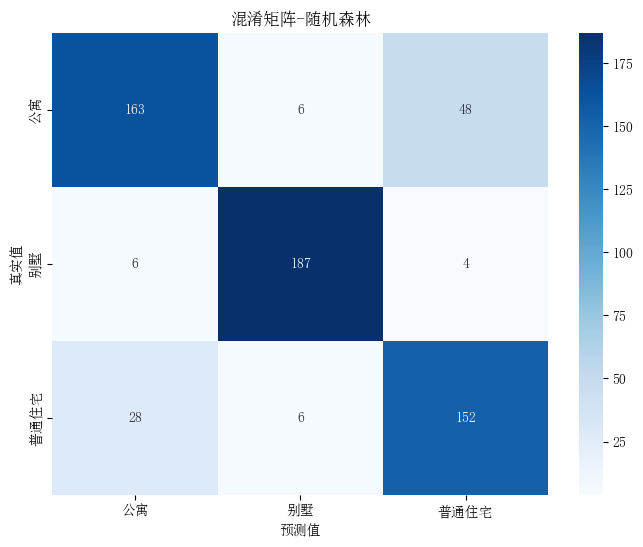 混淆矩阵-随机森林
公寓 163 6 48
别墅 6 187 4
普通住宅 28 6 152
真实值
公寓 别墅 普通住宅
预测值
175
150
125
100
75
50
25